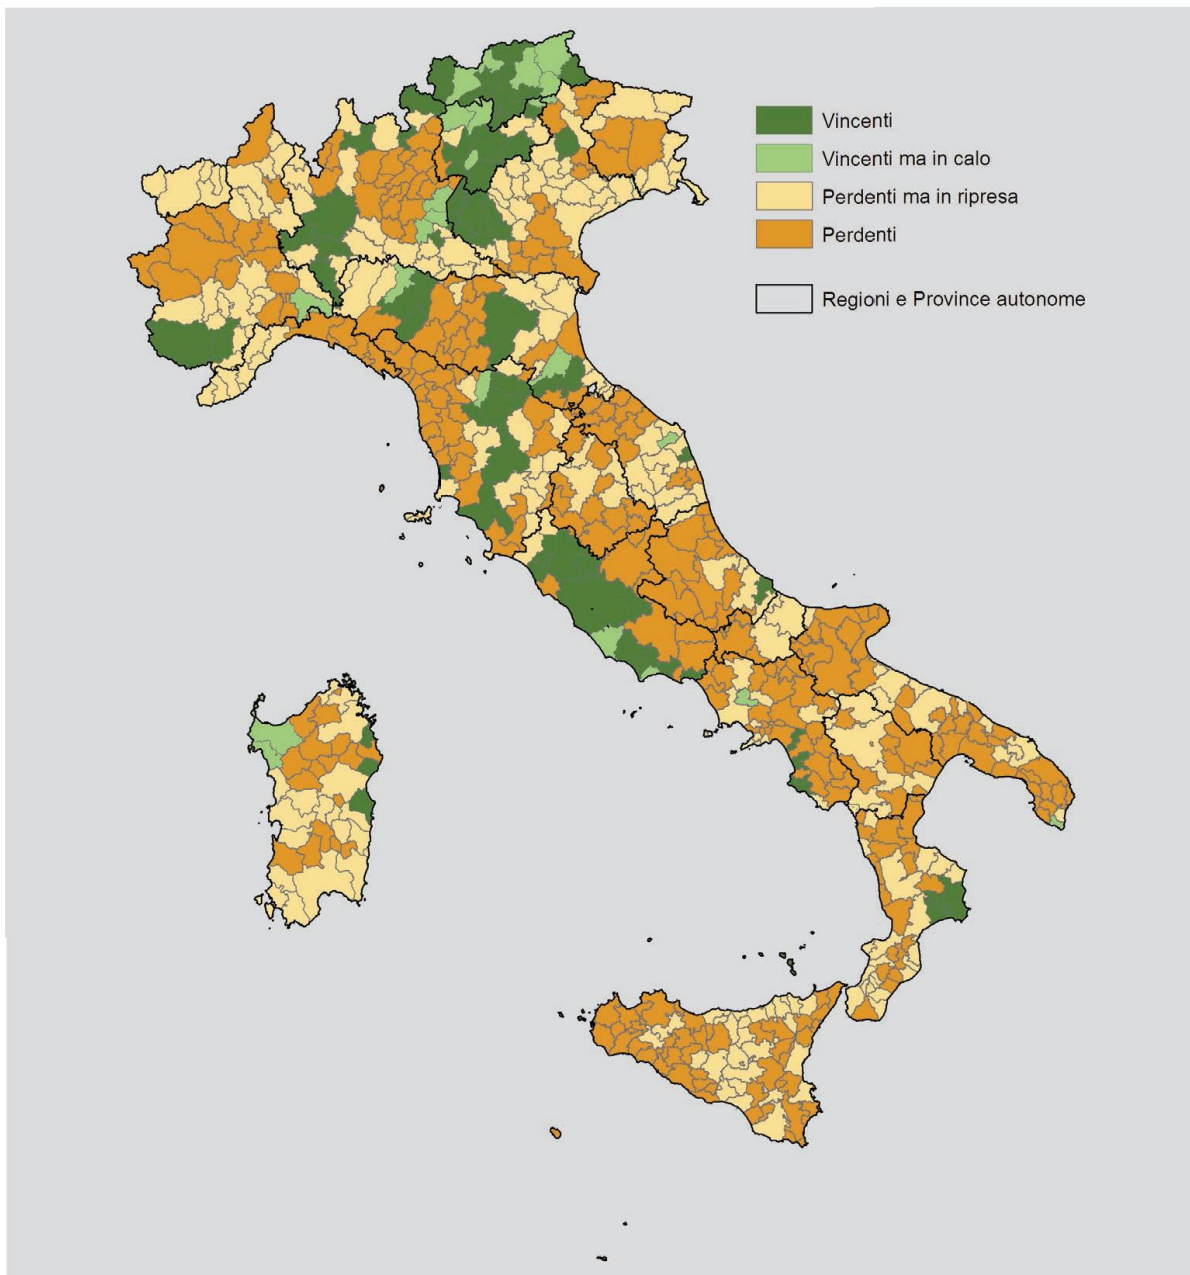 Vincenti
Vincenti ma in calo
Perdenti ma in ripresa
Perdenti
Regioni e Province autonome